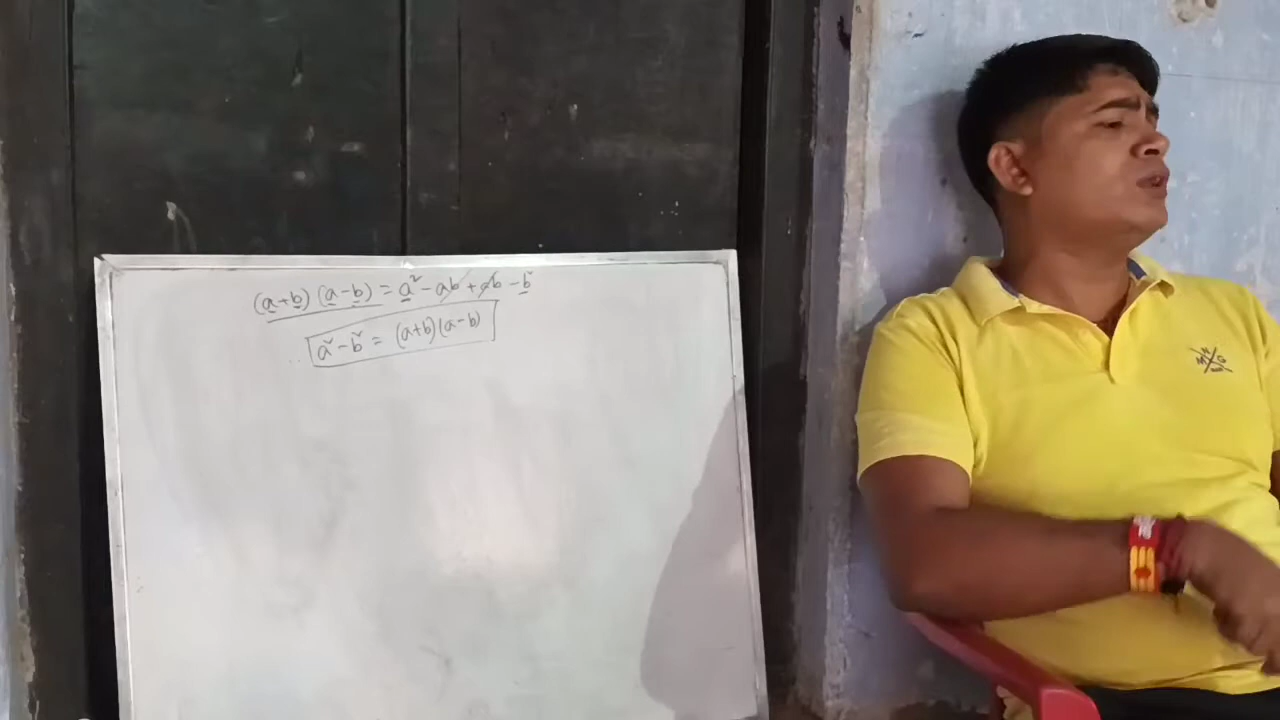 (a+b) (a-b) = a² - ab + ab - b²
a² - b² = (a+b)(a-b)
N
M G